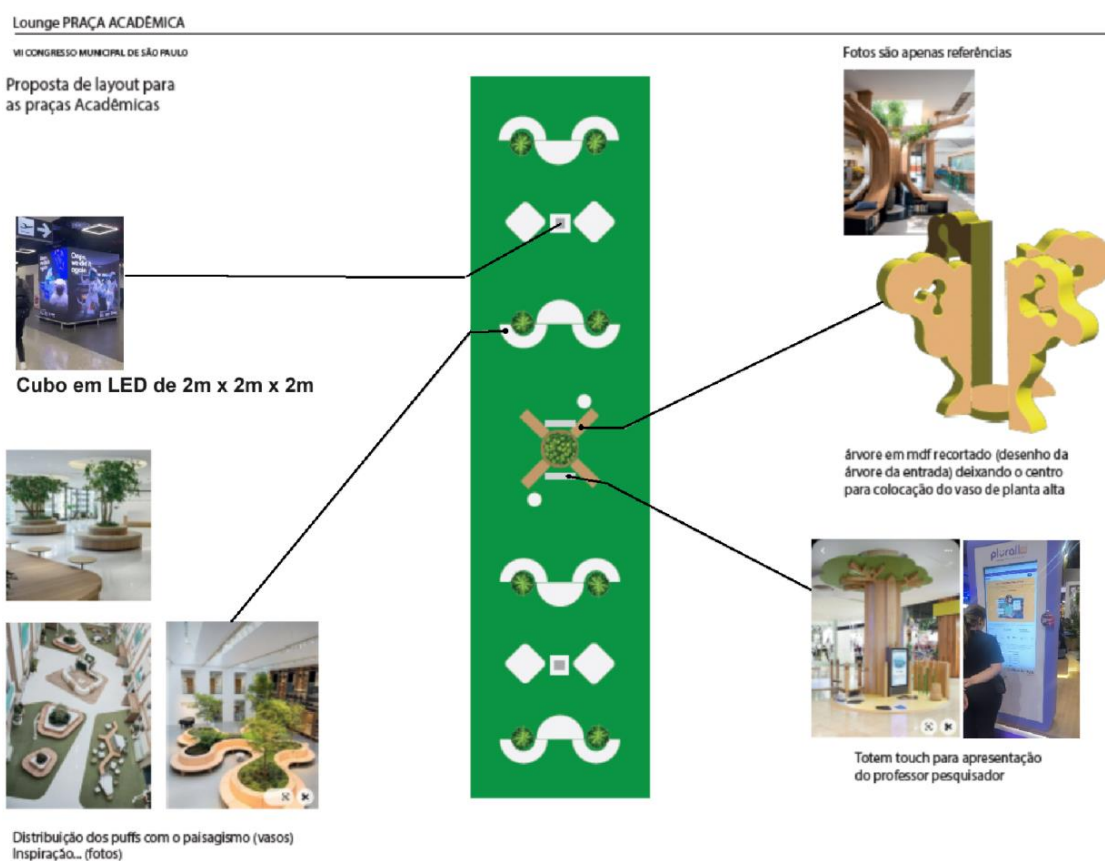 Lounge PRAÇA ACADÊMICA
VII CONGRESSO MUNICIPAL DE SÃO PAULO
Proposta de layout para
as praças Acadêmicas
Fotos são apenas referências
Cubo em LED de 2m x 2m x 2m
árvore em mdf recortado (desenho da
árvore da entrada) deixando o centro
para colocação do vaso de planta alta
plurall
Totem touch para apresentação
do professor pesquisador
Distribuição dos puffs com o paisagismo (vasos)
Inspiração... (fotos)